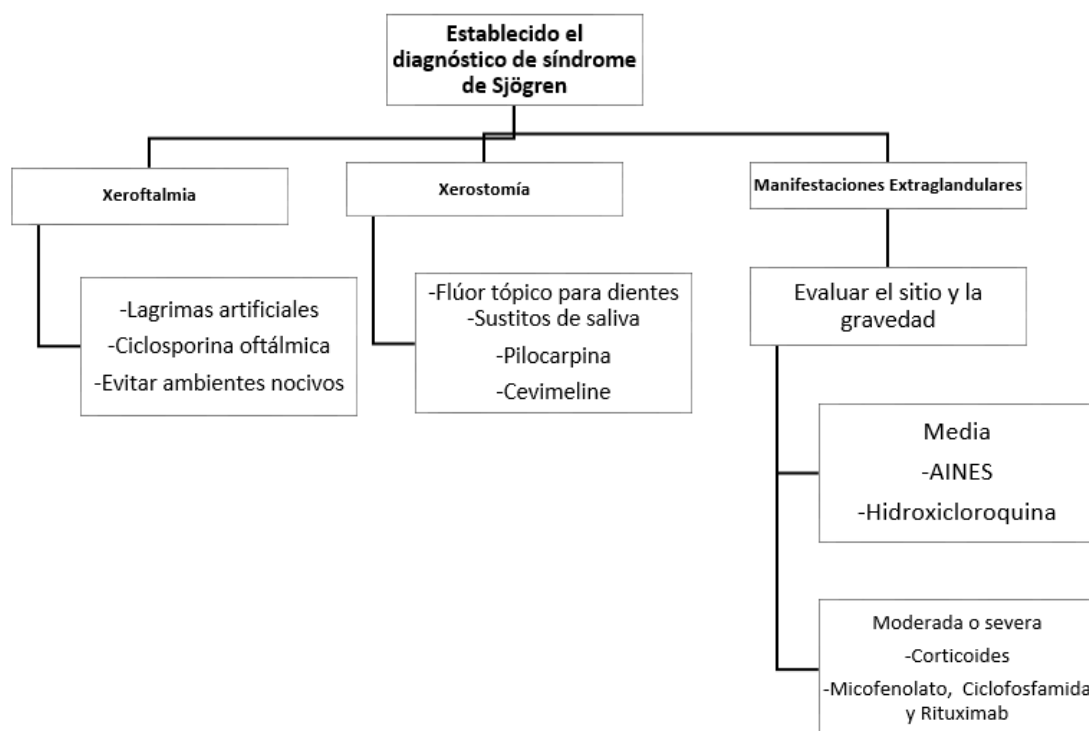 Establecido el
diagnóstico de síndrome
de Sjögren
Xeroftalmia
Xerostomía
Manifestaciones Extraglandulares
-Lagrimas artificiales
-Ciclosporina oftálmica
-Evitar ambientes nocivos
-Flúor tópico para dientes
-Sustitos de saliva
-Pilocarpina
-Cevimeline
Evaluar el sitio y la
gravedad
Media
-AINES
-Hidroxicloroquina
Moderada o severa
-Corticoides
-Micofenolato, Ciclofosfamida
y Rituximab